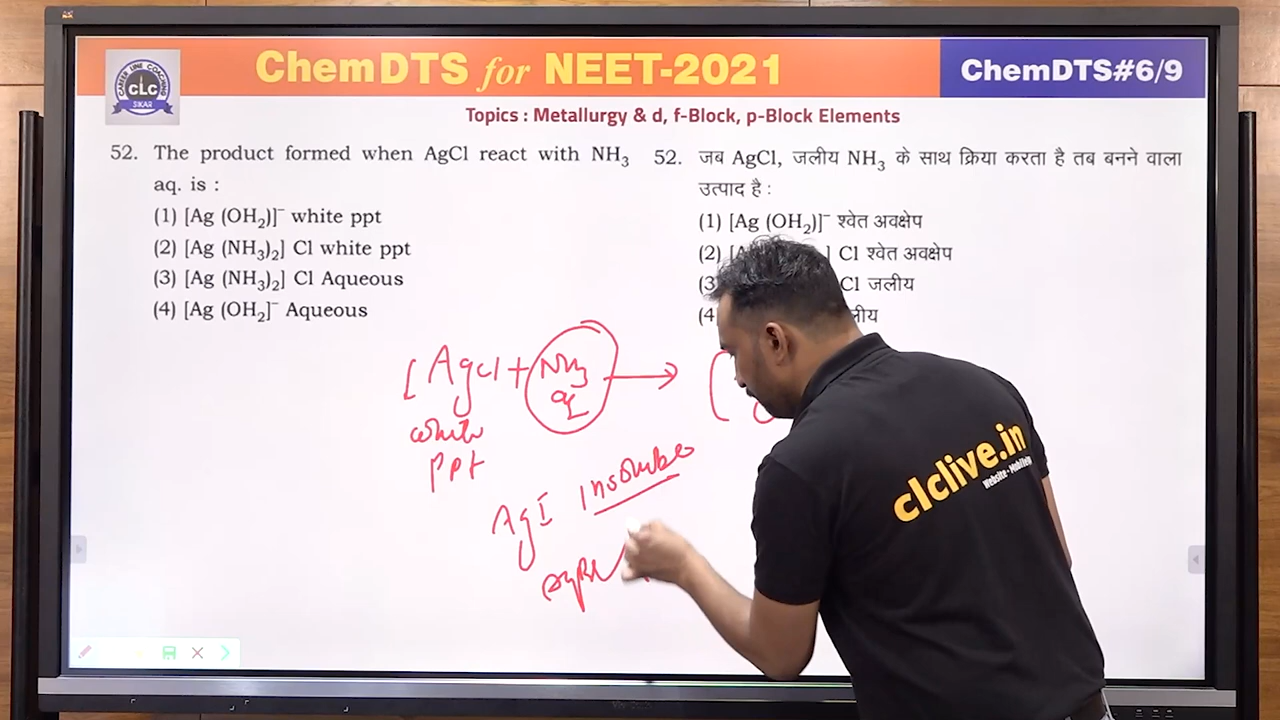 ChemDTS for NEET-2021
ChemDTS#6/9
CAREER LINE COACHING
CLC
SIKAR
Topics : Metallurgy & d, f-Block, p-Block Elements
52. The product formed when AgCl react with NH₃
aq. is :
(1) [Ag (OH₂)]⁻ white ppt
(2) [Ag (NH₃)₂] Cl white ppt
(3) [Ag (NH₃)₂] Cl Aqueous
(4) [Ag (OH₂]⁻ Aqueous
52. जब AgCl, जलीय NH₃ के साथ क्रिया करता है तब बनने वाला
उत्पाद है :
(1) [Ag (OH₂)]⁻ श्वेत अवक्षेप
(2) ] Cl श्वेत अवक्षेप
(3 Cl जलीय
(4
[AgCl + NH₃ →
aq
white
ppt
AgI insoluble
clclive.in